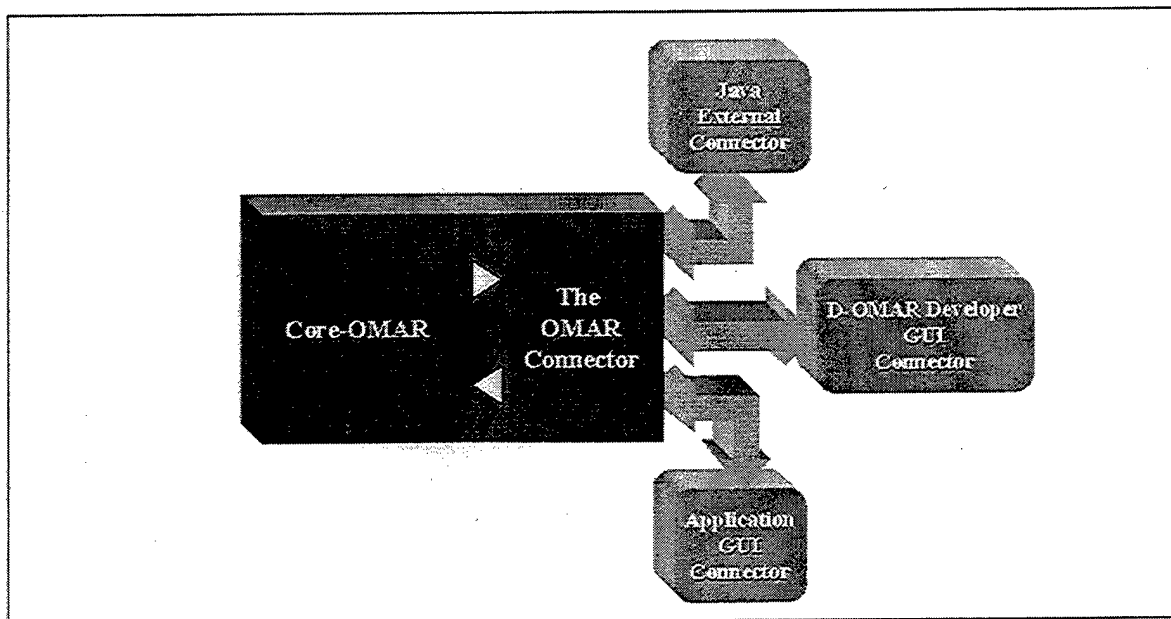 Java
External
Connector
Core-OMAR
The
OMAR
Connector
D-OMAR Developer
GUI
Connector
Application
GUI
Connector